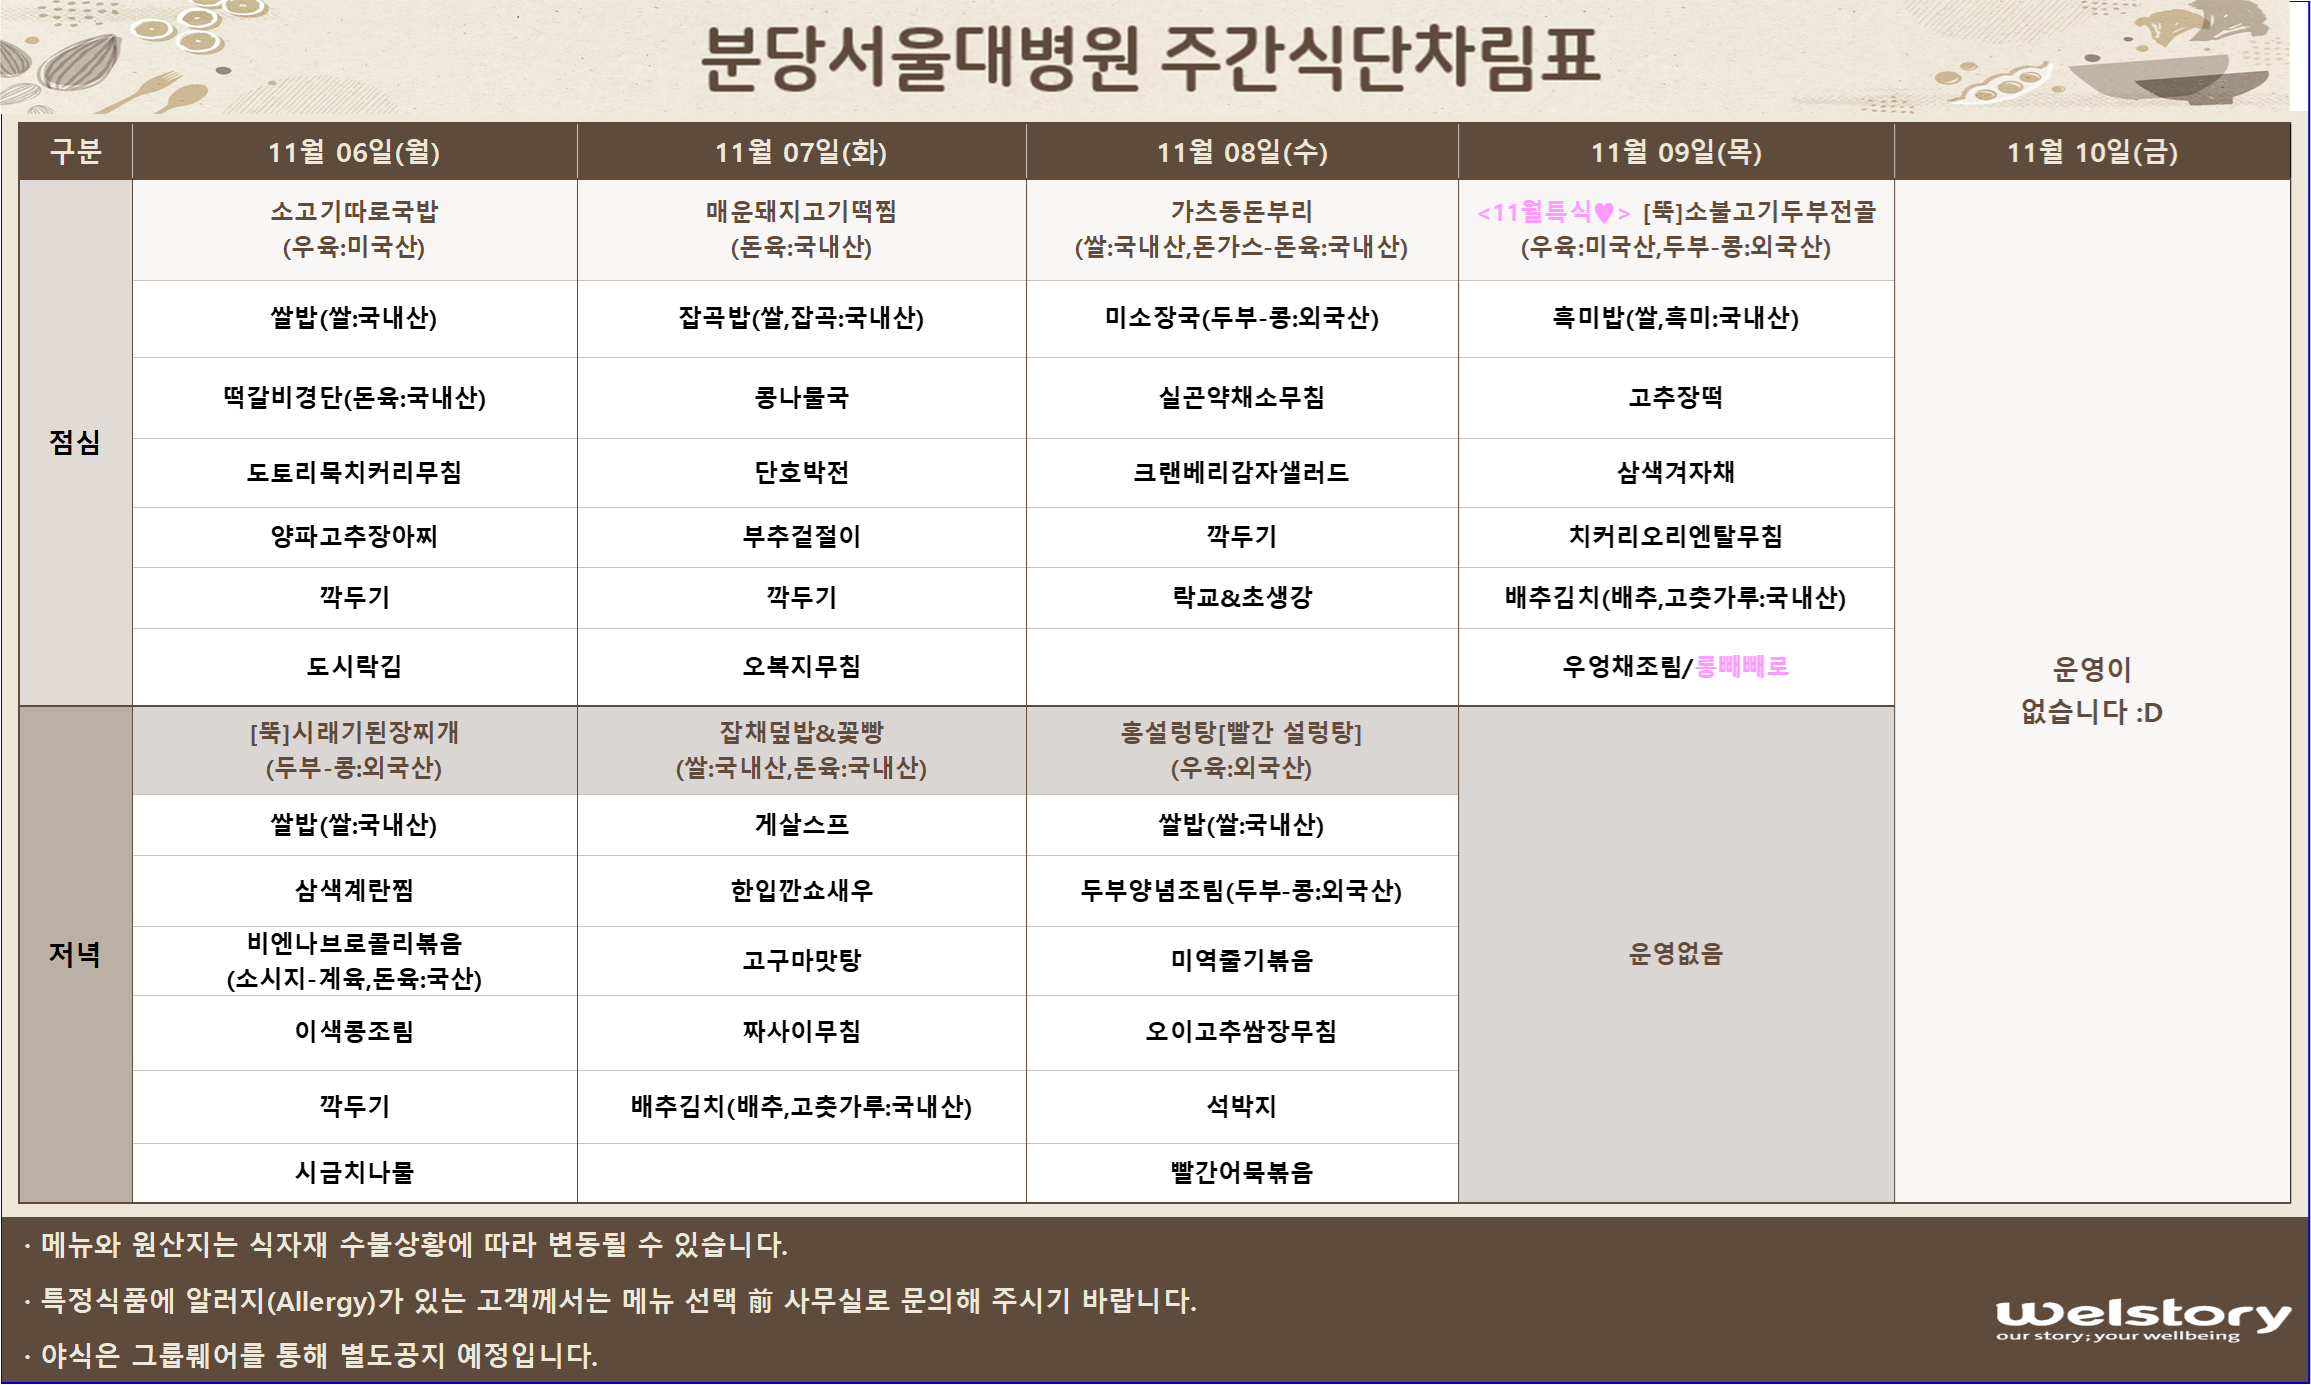 분당서울대병원 주간식단차림표
구분 11월 06일(월) 11월 07일(화) 11월 08일(수) 11월 09일(목) 11월 10일(금)
점심
소고기따로국밥 매운돼지고기떡찜 가츠동돈부리 <11월특식♥> [뚝]소불고기두부전골
(우육:미국산) (돈육:국내산) (쌀:국내산,돈가스-돈육:국내산) (우육:미국산,두부-콩:외국산)
쌀밥(쌀:국내산) 잡곡밥(쌀,잡곡:국내산) 미소장국(두부-콩:외국산) 흑미밥(쌀,흑미:국내산)
떡갈비경단(돈육:국내산) 콩나물국 실곤약채소무침 고추장떡
도토리묵치커리무침 단호박전 크랜베리감자샐러드 삼색겨자채
양파고추장아찌 부추겉절이 깍두기 치커리오리엔탈무침
깍두기 깍두기 락교&초생강 배추김치(배추,고춧가루:국내산)
도시락김 오복지무침 우엉채조림/롱빼빼로
운영이
없습니다 :D
저녁
[뚝]시래기된장찌개 잡채덮밥&꽃빵 홍설렁탕[빨간 설렁탕]
(두부-콩:외국산) (쌀:국내산,돈육:국내산) (우육:외국산)
쌀밥(쌀:국내산) 게살스프 쌀밥(쌀:국내산)
삼색계란찜 한입깐쇼새우 두부양념조림(두부-콩:외국산)
비엔나브로콜리볶음
(소시지-계육,돈육:국산) 고구마맛탕 미역줄기볶음 운영없음
이색콩조림 짜사이무침 오이고추쌈장무침
깍두기 배추김치(배추,고춧가루:국내산) 석박지
시금치나물 빨간어묵볶음
· 메뉴와 원산지는 식자재 수불상황에 따라 변동될 수 있습니다.
· 특정식품에 알러지(Allergy)가 있는 고객께서는 메뉴 선택 前 사무실로 문의해 주시기 바랍니다.
· 야식은 그룹뤠어를 통해 별도공지 예정입니다.
welstory
our story; your wellbeing